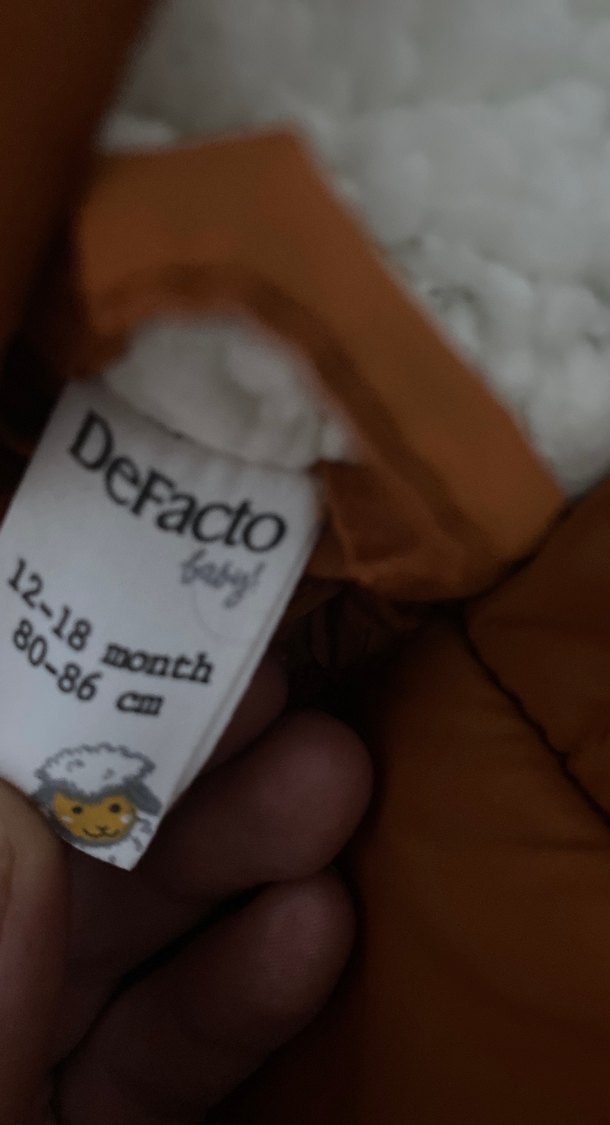 DeFacto
baby!
12-18 month
80-86 cm